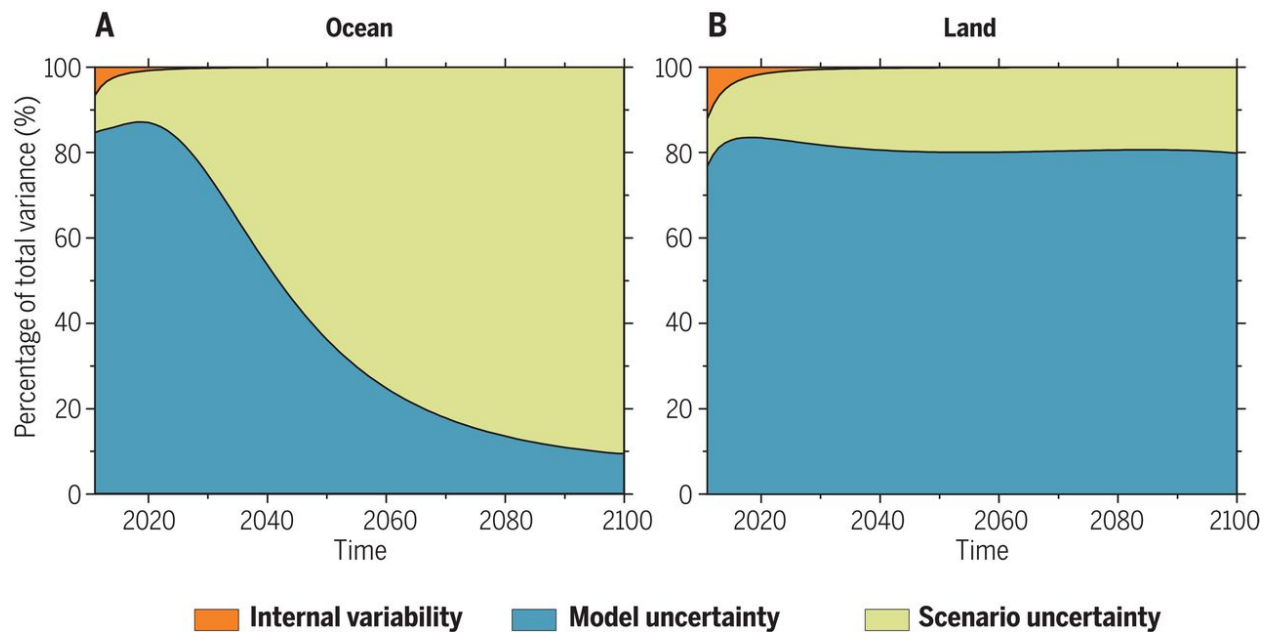 A
Ocean
B
Land
Percentage of total variance (%)
100
80
60
40
20
0
2020 2040 2060 2080 2100
Time
100
80
60
40
20
0
2020 2040 2060 2080 2100
Time
Internal variability Model uncertainty Scenario uncertainty